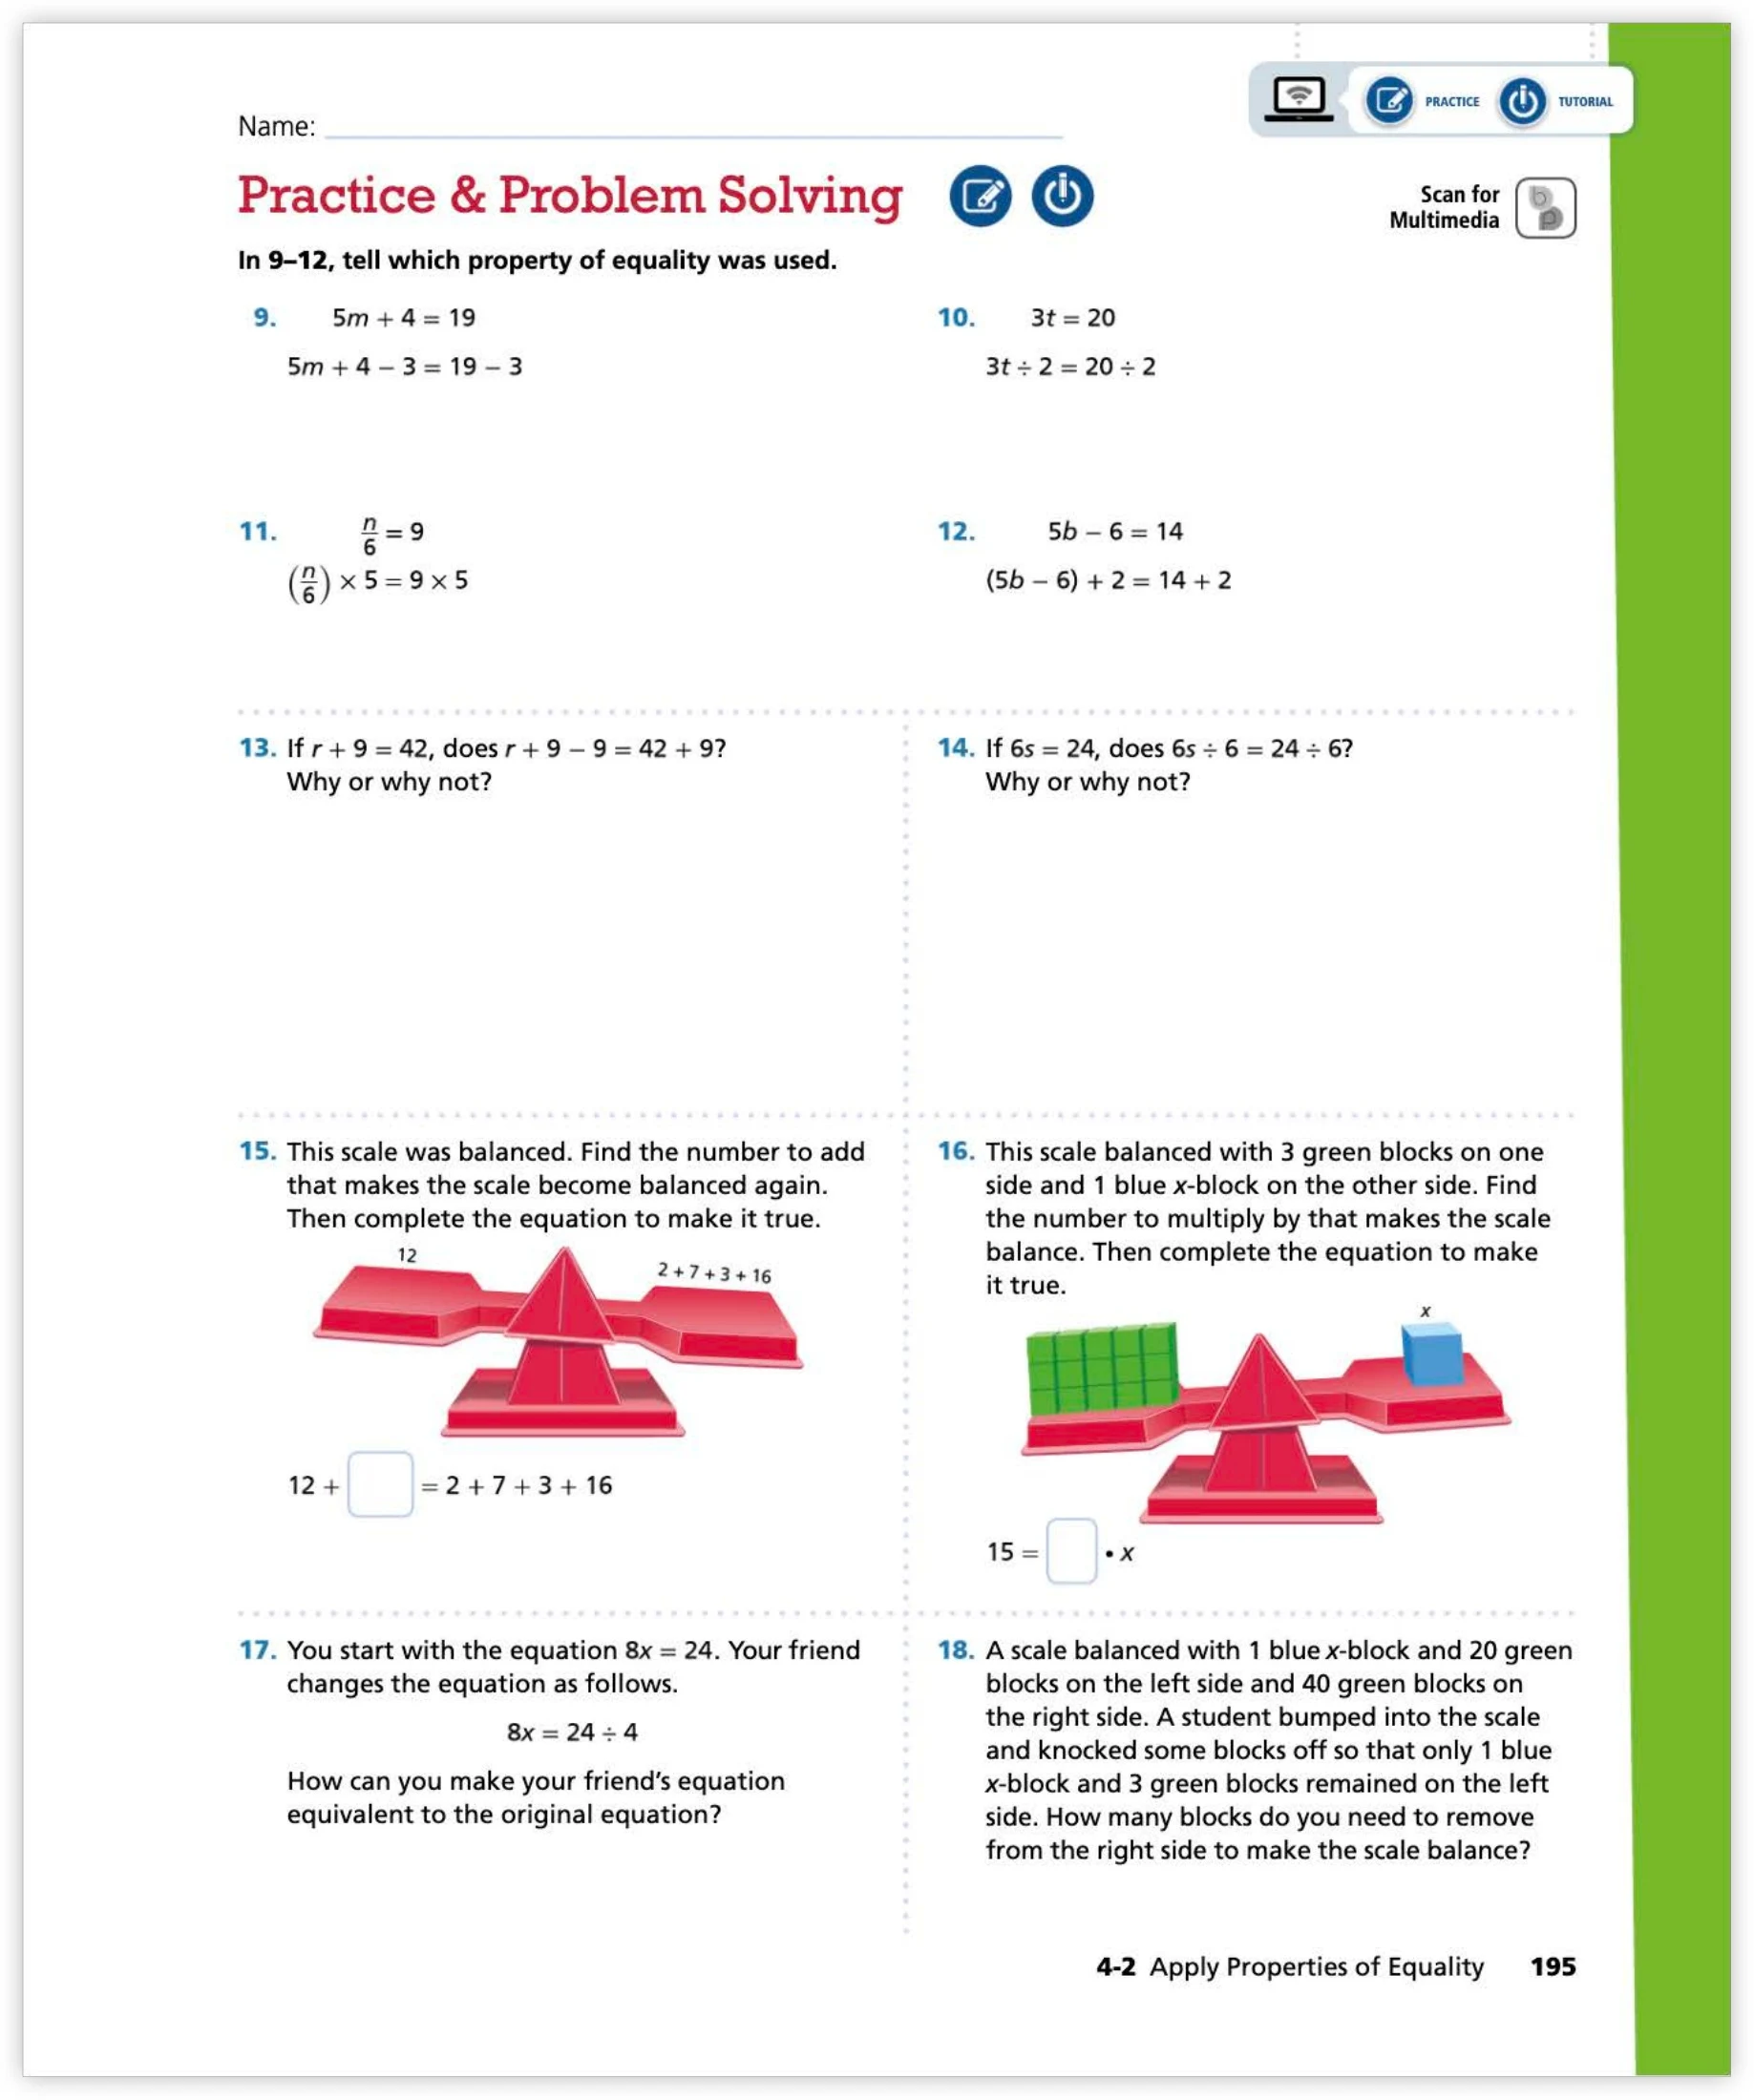 PRACTICE TUTORIAL
Name:
Practice & Problem Solving
Scan for
Multimedia
In 9–12, tell which property of equality was used.
9. 5m + 4 = 19
5m + 4 – 3 = 19 – 3
10. 3t = 20
3t ÷ 2 = 20 ÷ 2
11. n/6 = 9
(n/6) × 5 = 9 × 5
12. 5b – 6 = 14
(5b – 6) + 2 = 14 + 2
13. If r + 9 = 42, does r + 9 – 9 = 42 + 9?
Why or why not?
14. If 6s = 24, does 6s ÷ 6 = 24 ÷ 6?
Why or why not?
15. This scale was balanced. Find the number to add
that makes the scale become balanced again.
Then complete the equation to make it true.
12
2 + 7 + 3 + 16
12 + = 2 + 7 + 3 + 16
16. This scale balanced with 3 green blocks on one
side and 1 blue x-block on the other side. Find
the number to multiply by that makes the scale
balance. Then complete the equation to make
it true.
x
15 = • x
17. You start with the equation 8x = 24. Your friend
changes the equation as follows.
8x = 24 ÷ 4
How can you make your friend's equation
equivalent to the original equation?
18. A scale balanced with 1 blue x-block and 20 green
blocks on the left side and 40 green blocks on
the right side. A student bumped into the scale
and knocked some blocks off so that only 1 blue
x-block and 3 green blocks remained on the left
side. How many blocks do you need to remove
from the right side to make the scale balance?
4-2 Apply Properties of Equality 195